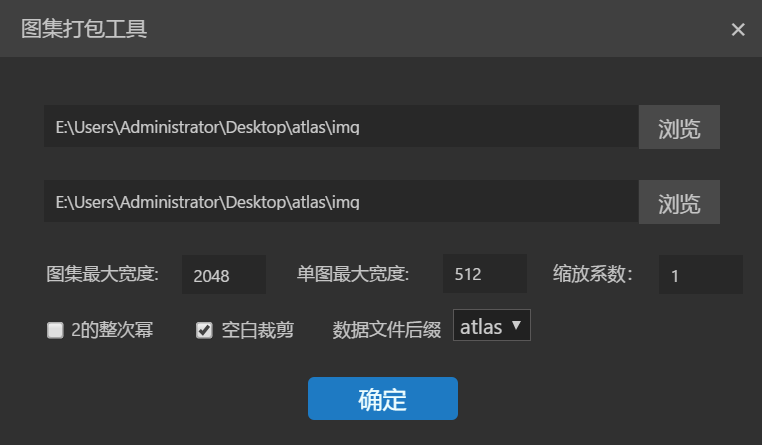 图集打包工具
E:\Users\Administrator\Desktop\atlas\img 浏览
E:\Users\Administrator\Desktop\atlas\img 浏览
图集最大宽度: 2048 单图最大宽度: 512 缩放系数: 1
2的整次幂 空白裁剪 数据文件后缀 atlas
确定